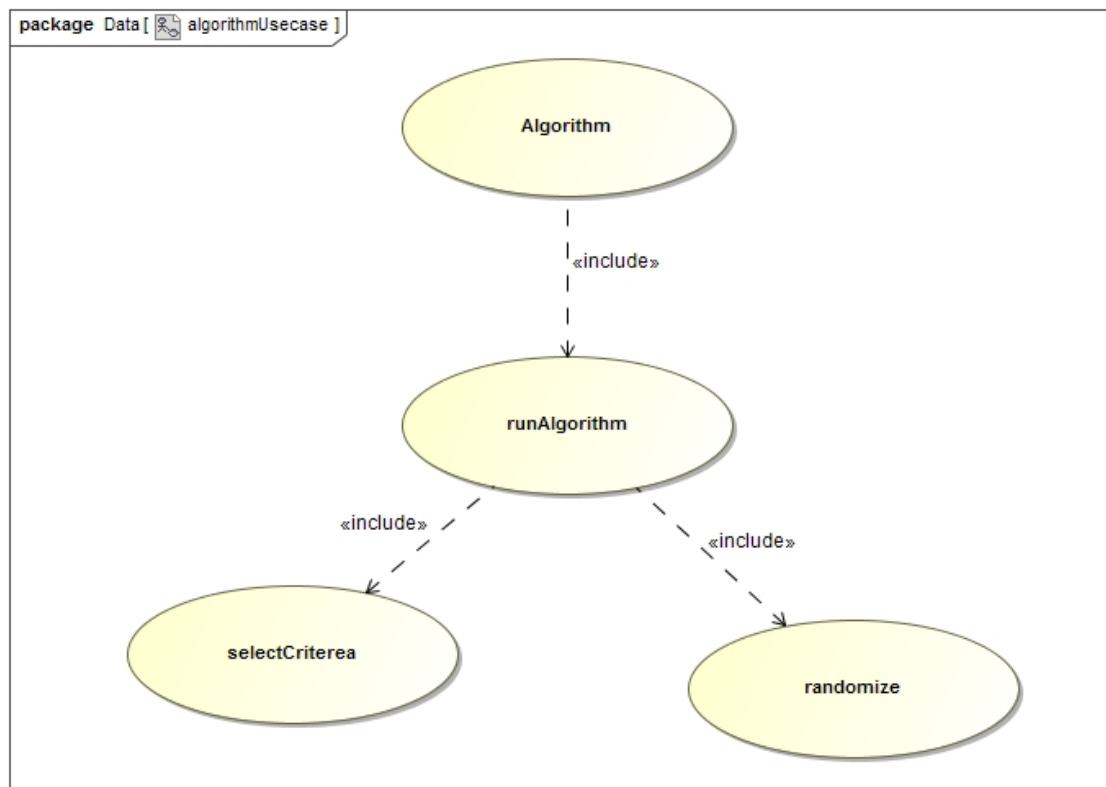 package Data [ algorithmUsecase ]
Algorithm
«include»
runAlgorithm
«include»
«include»
selectCriterea
randomize